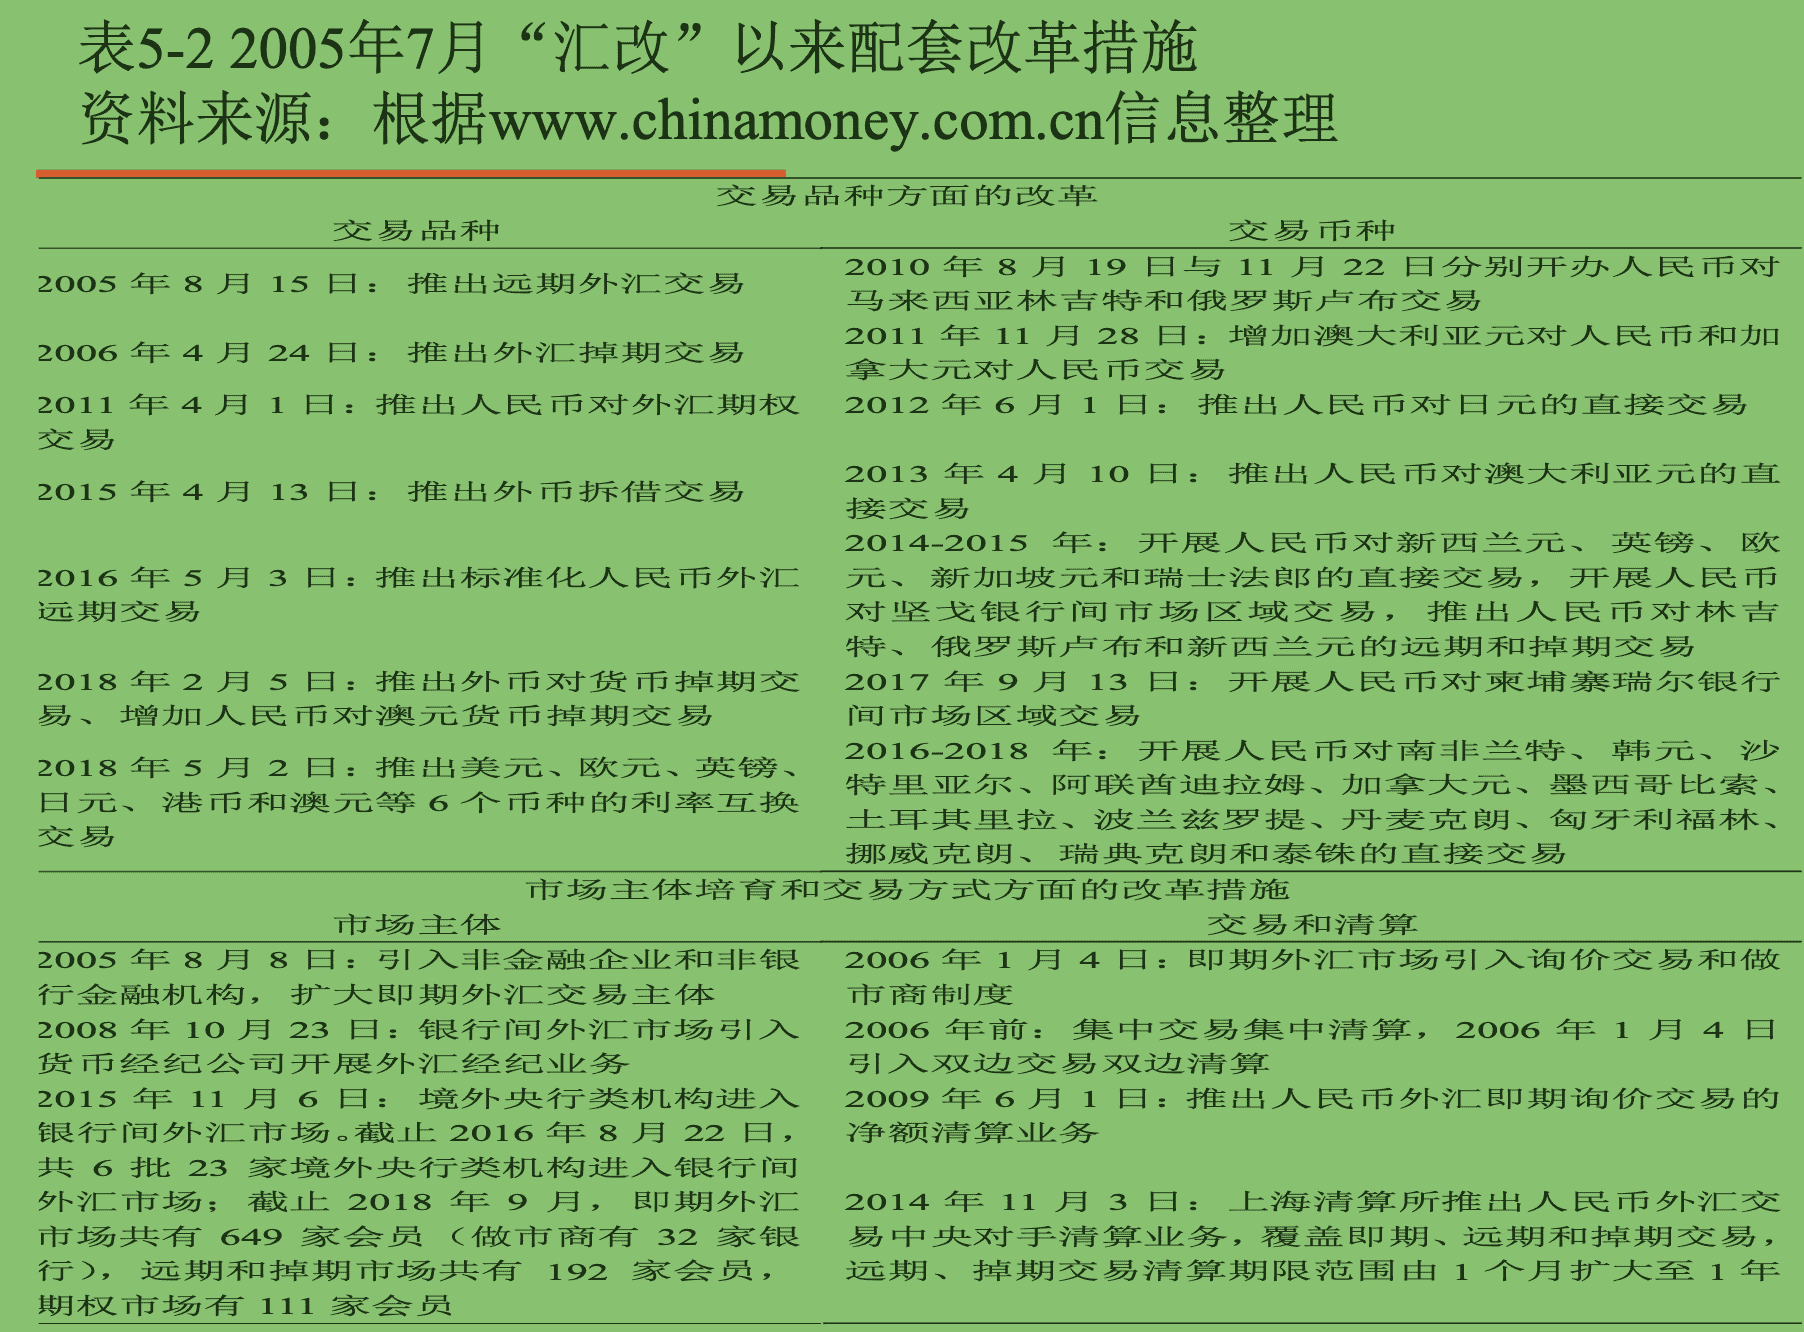 表5-2 2005年7月“汇改”以来配套改革措施
资料来源：根据www.chinamoney.com.cn信息整理
交易品种方面的改革
交易品种
2005 年 8 月 15 日：推出远期外汇交易
2006 年 4 月 24 日：推出外汇掉期交易
2011 年 4 月 1 日：推出人民币对外汇期权
交易
2015 年 4 月 13 日：推出外币拆借交易
2016 年 5 月 3 日：推出标准化人民币外汇
远期交易
2018 年 2 月 5 日：推出外币对货币掉期交
易、增加人民币对澳元货币掉期交易
2018 年 5 月 2 日：推出美元、欧元、英镑、
日元、港币和澳元等 6 个币种的利率互换
交易
交易币种
2010 年 8 月 19 日与 11 月 22 日分别开办人民币对
马来西亚林吉特和俄罗斯卢布交易
2011 年 11 月 28 日：增加澳大利亚元对人民币和加
拿大元对人民币交易
2012 年 6 月 1 日：推出人民币对日元的直接交易
2013 年 4 月 10 日：推出人民币对澳大利亚元的直
接交易
2014-2015 年：开展人民币对新西兰元、英镑、欧
元、新加坡元和瑞士法郎的直接交易，开展人民币
对坚戈银行间市场区域交易，推出人民币对林吉
特、俄罗斯卢布和新西兰元的远期和掉期交易
2017 年 9 月 13 日：开展人民币对柬埔寨瑞尔银行
间市场区域交易
2016-2018 年：开展人民币对南非兰特、韩元、沙
特里亚尔、阿联酋迪拉姆、加拿大元、墨西哥比索、
土耳其里拉、波兰兹罗提、丹麦克朗、匈牙利福林、
挪威克朗、瑞典克朗和泰铢的直接交易
市场主体培育和交易方式方面的改革措施
市场主体
2005 年 8 月 8 日：引入非金融企业和非银
行金融机构，扩大即期外汇交易主体
2008 年 10 月 23 日：银行间外汇市场引入
货币经纪公司开展外汇经纪业务
2015 年 11 月 6 日：境外央行类机构进入
银行间外汇市场。截止 2016 年 8 月 22 日，
共 6 批 23 家境外央行类机构进入银行间
外汇市场；截止 2018 年 9 月，即期外汇
市场共有 649 家会员（做市商有 32 家银
行），远期和掉期市场共有 192 家会员，
期权市场有 111 家会员
交易和清算
2006 年 1 月 4 日：即期外汇市场引入询价交易和做
市商制度
2006 年前：集中交易集中清算，2006 年 1 月 4 日
引入双边交易双边清算
2009 年 6 月 1 日：推出人民币外汇即期询价交易的
净额清算业务
2014 年 11 月 3 日：上海清算所推出人民币外汇交
易中央对手清算业务，覆盖即期、远期和掉期交易，
远期、掉期交易清算期限范围由 1 个月扩大至 1 年